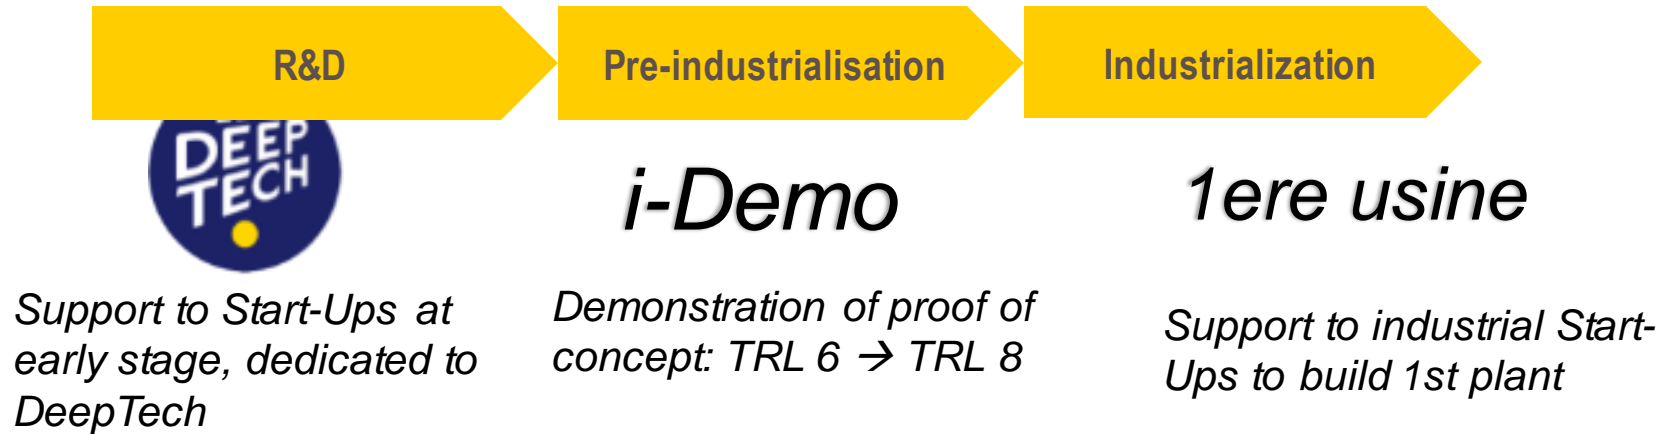 R&D
Pre-industrialisation
Industrialization
DEEP
TECH
i-Demo
1ere usine
Support to Start-Ups at
early stage, dedicated to
DeepTech
Demonstration of proof of
concept: TRL 6 → TRL 8
Support to industrial Start-
Ups to build 1st plant